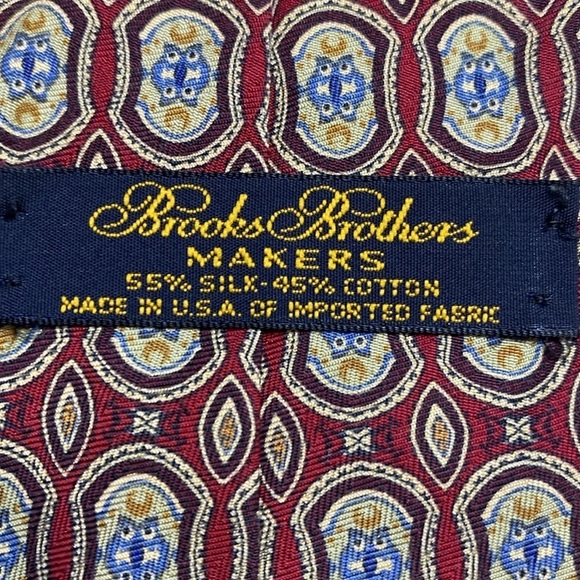 Brooks Brothers
MAKERS
55% SILK-45% COTTON
MADE IN U.S.A. OF IMPORTED FABRIC